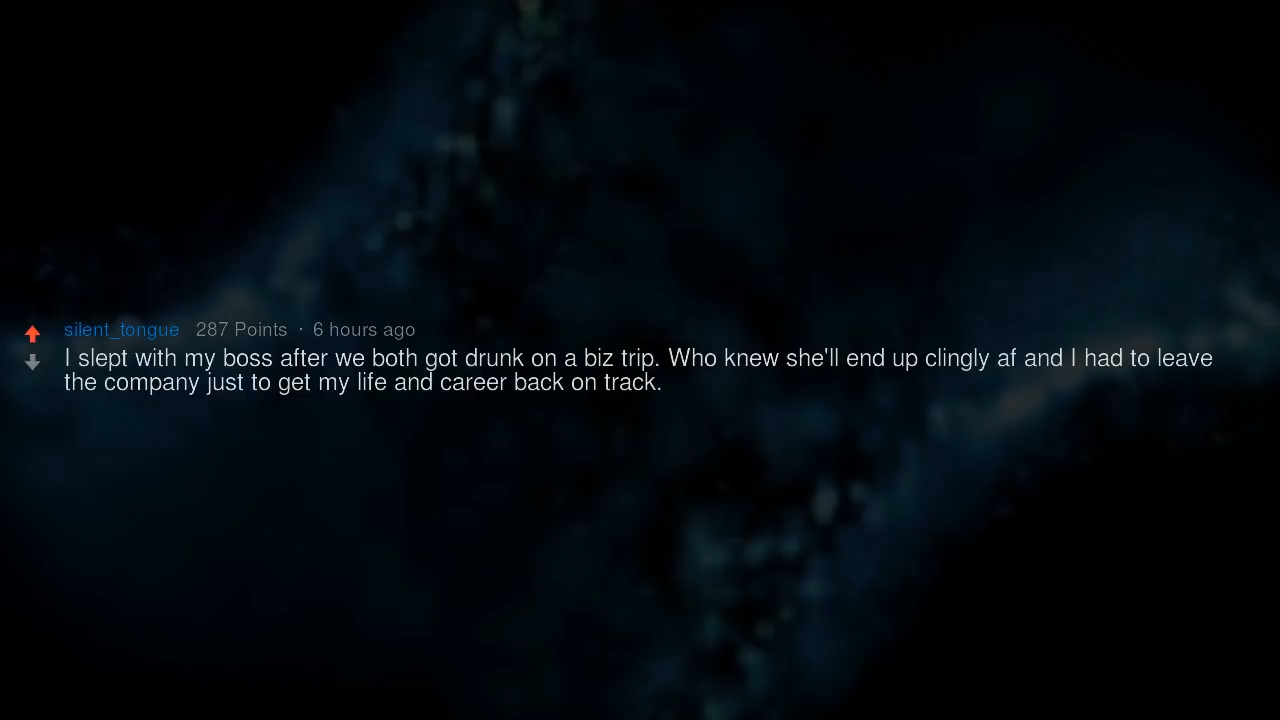 silent_tongue 287 Points · 6 hours ago
I slept with my boss after we both got drunk on a biz trip. Who knew she'll end up clingly af and I had to leave
the company just to get my life and career back on track.